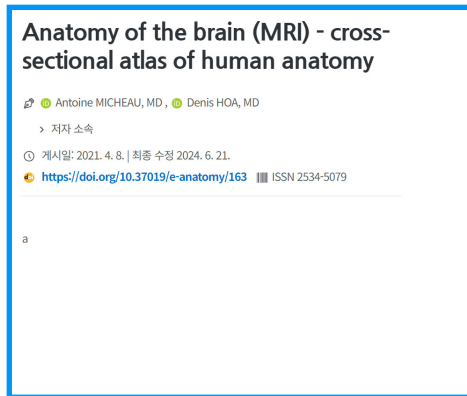 Anatomy of the brain (MRI) - cross-
sectional atlas of human anatomy
Antoine MICHEAU, MD , Denis HOA, MD
> 저자 소속
게시일: 2021. 4. 8. | 최종 수정 2024. 6. 21.
https://doi.org/10.37019/e-anatomy/163 ISSN 2534-5079
a